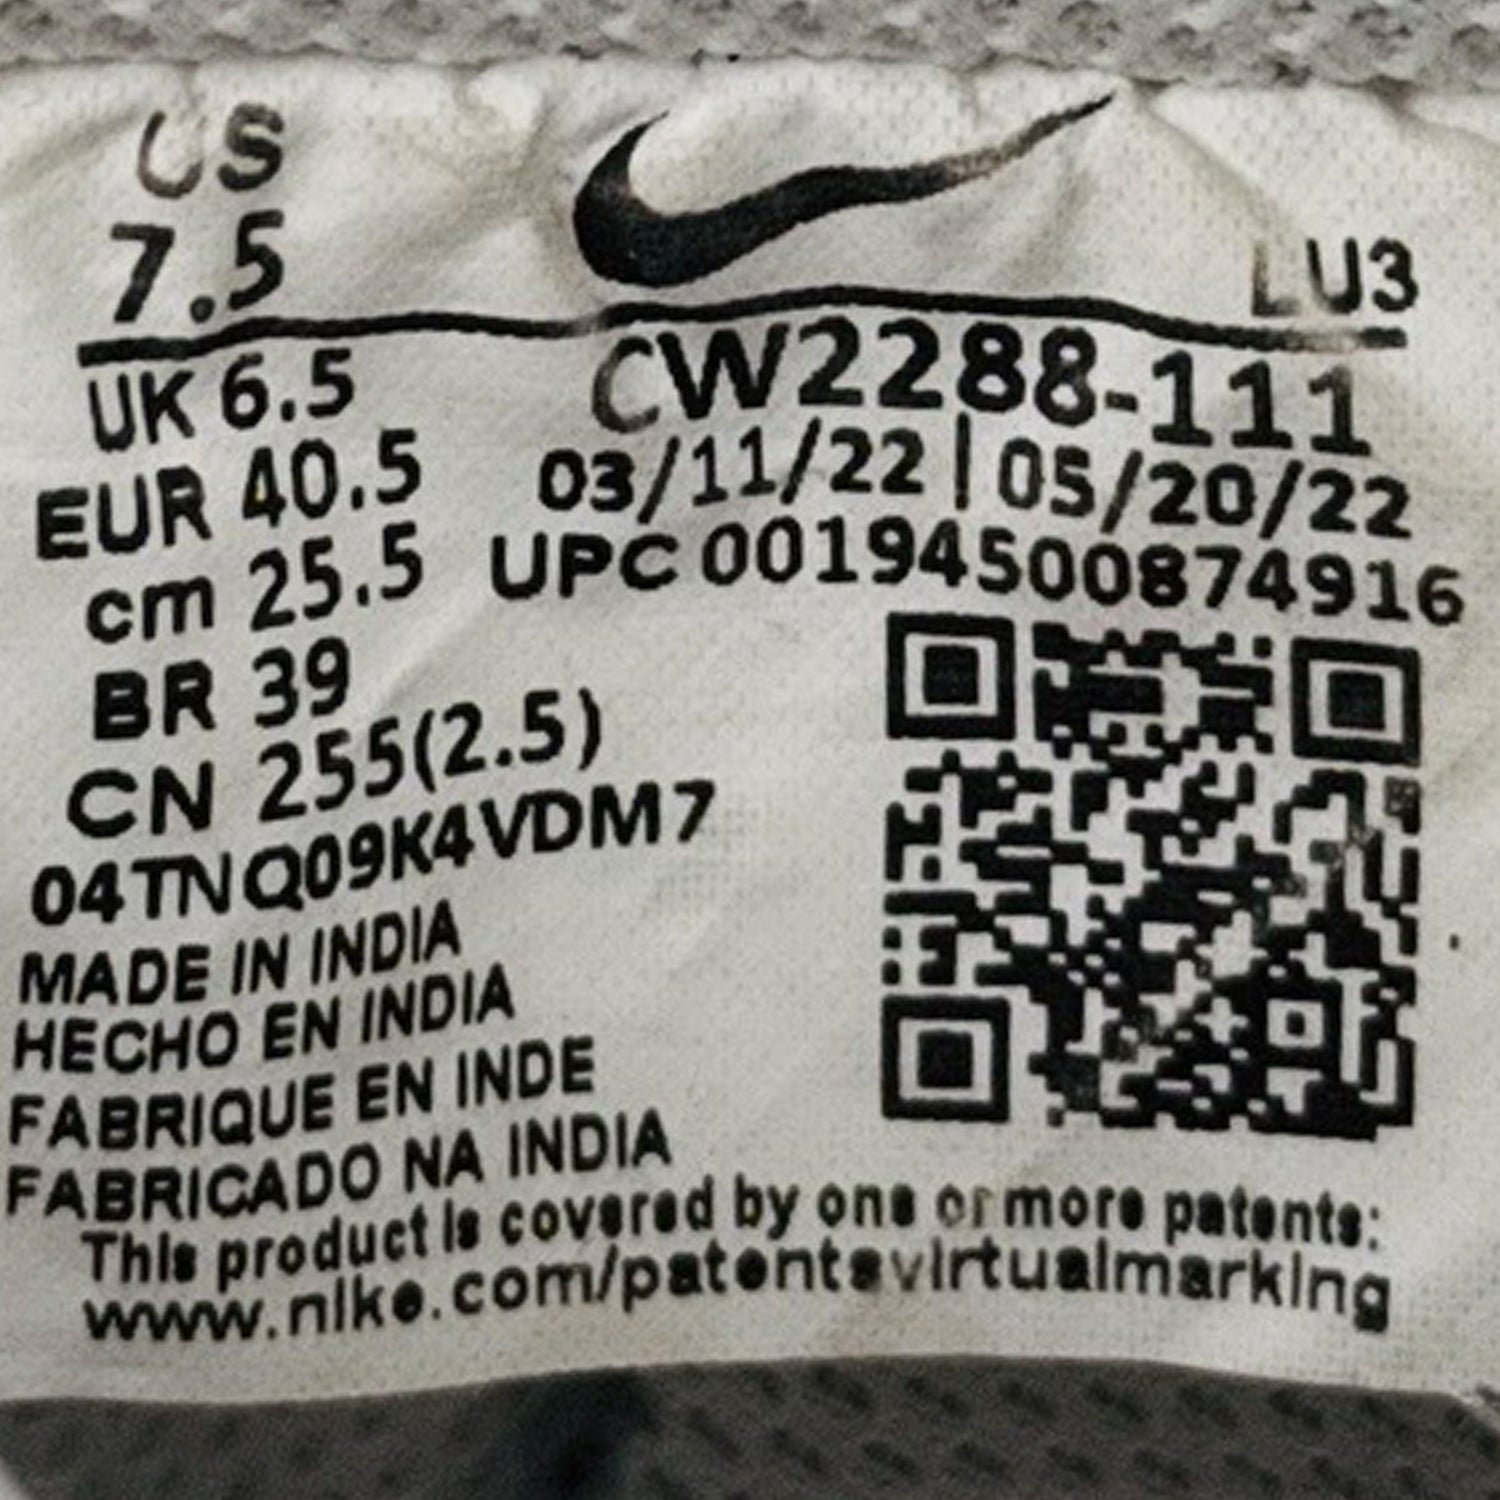 US
7.5
LU3
UK 6.5
EUR 40.5
cm 25.5
BR 39
CN 255(2.5)
CW2288-111
03/11/22 | 05/20/22
UPC 00194500874916
04TNQ09K4VDM7
MADE IN INDIA
HECHO EN INDIA
FABRIQUE EN INDE
FABRICADO NA INDIA
This product is covered by one or more patents:
www.nike.com/patentsvirtualmarking